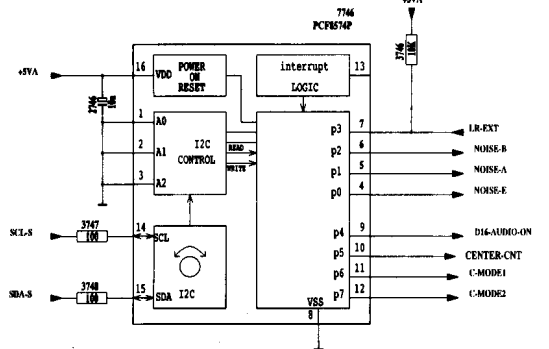 7746
PCF8574P
+5VA
3746
10K
+5VA
16
VDD
POWER
ON
RESET
interrupt
LOGIC
13
2746
10u
1
A0
2
A1
3
A2
I2C
CONTROL
READ
WRITE
p3
7
LR-EXT
p2
6
NOISE-B
p1
5
NOISE-A
p0
4
NOISE-E
SCL-S
3747
100
14
SCL
p4
9
D16-AUDIO-ON
p5
10
CENTER-CNT
p6
11
C-MODE1
p7
12
C-MODE2
SDA-S
3748
100
15
SDA
I2C
VSS
8